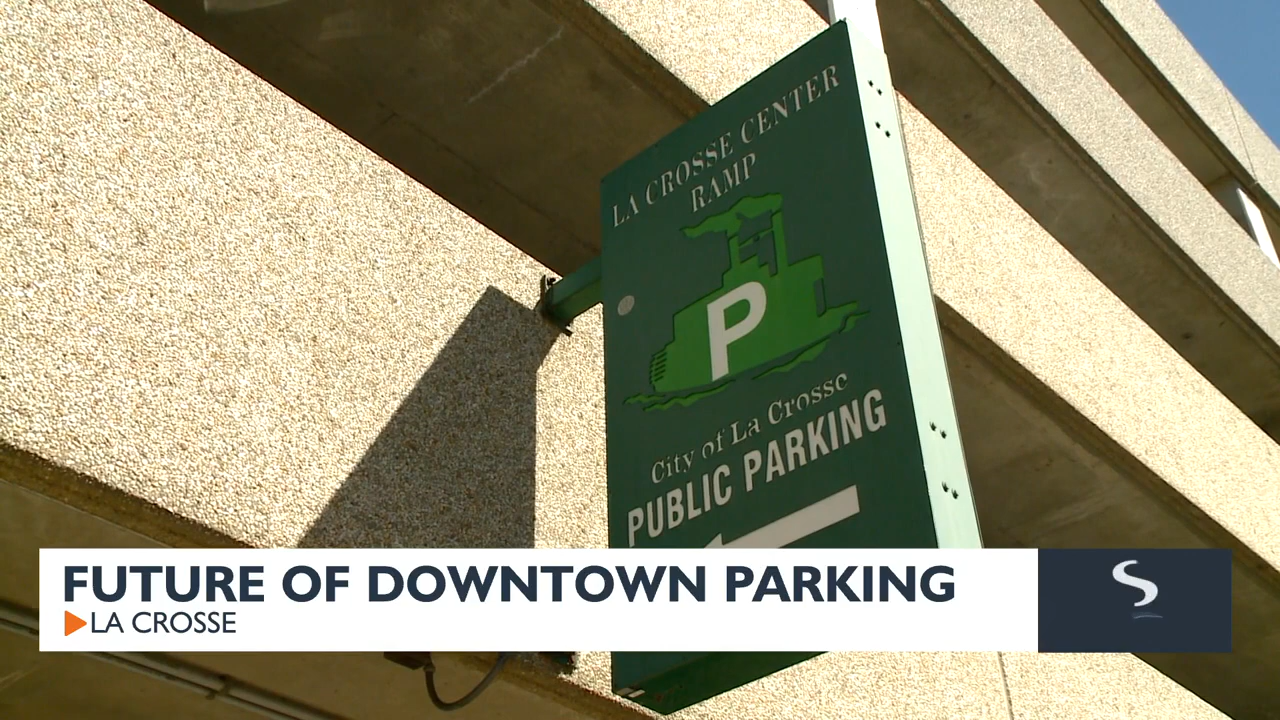 LA CROSSE CENTER
RAMP
P
City of La Crosse
PUBLIC PARKING
FUTURE OF DOWNTOWN PARKING
LA CROSSE
S